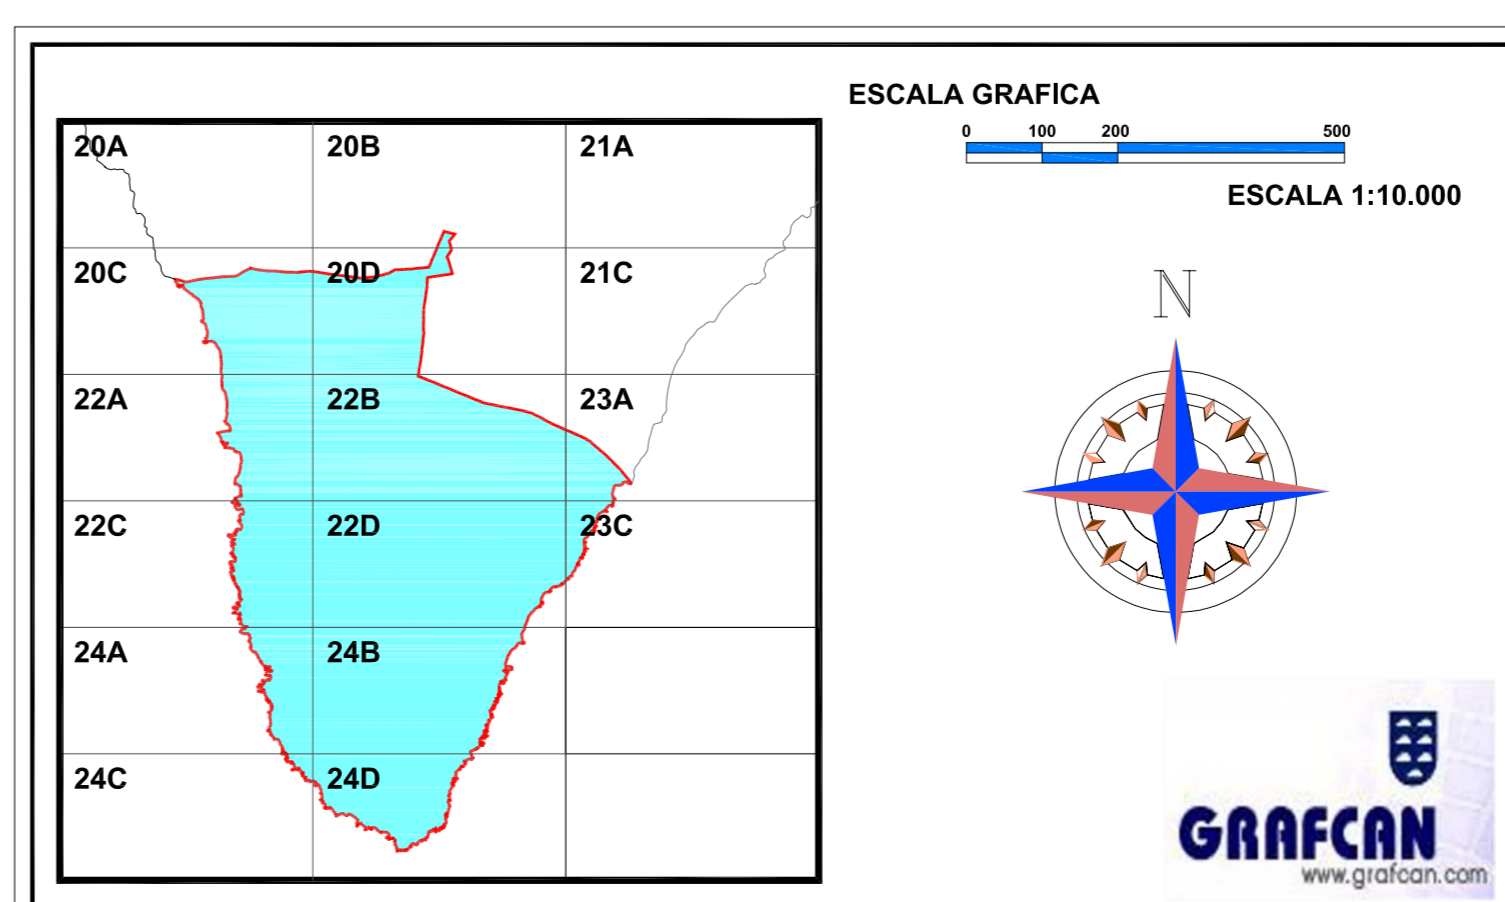 ESCALA GRAFICA
0 100 200 500
ESCALA 1:10.000
20A 20B 21A
20C 20D 21C
22A 22B 23A
22C 22D 23C
24A 24B
24C 24D
N
GRAFCAN
www.grafcan.com